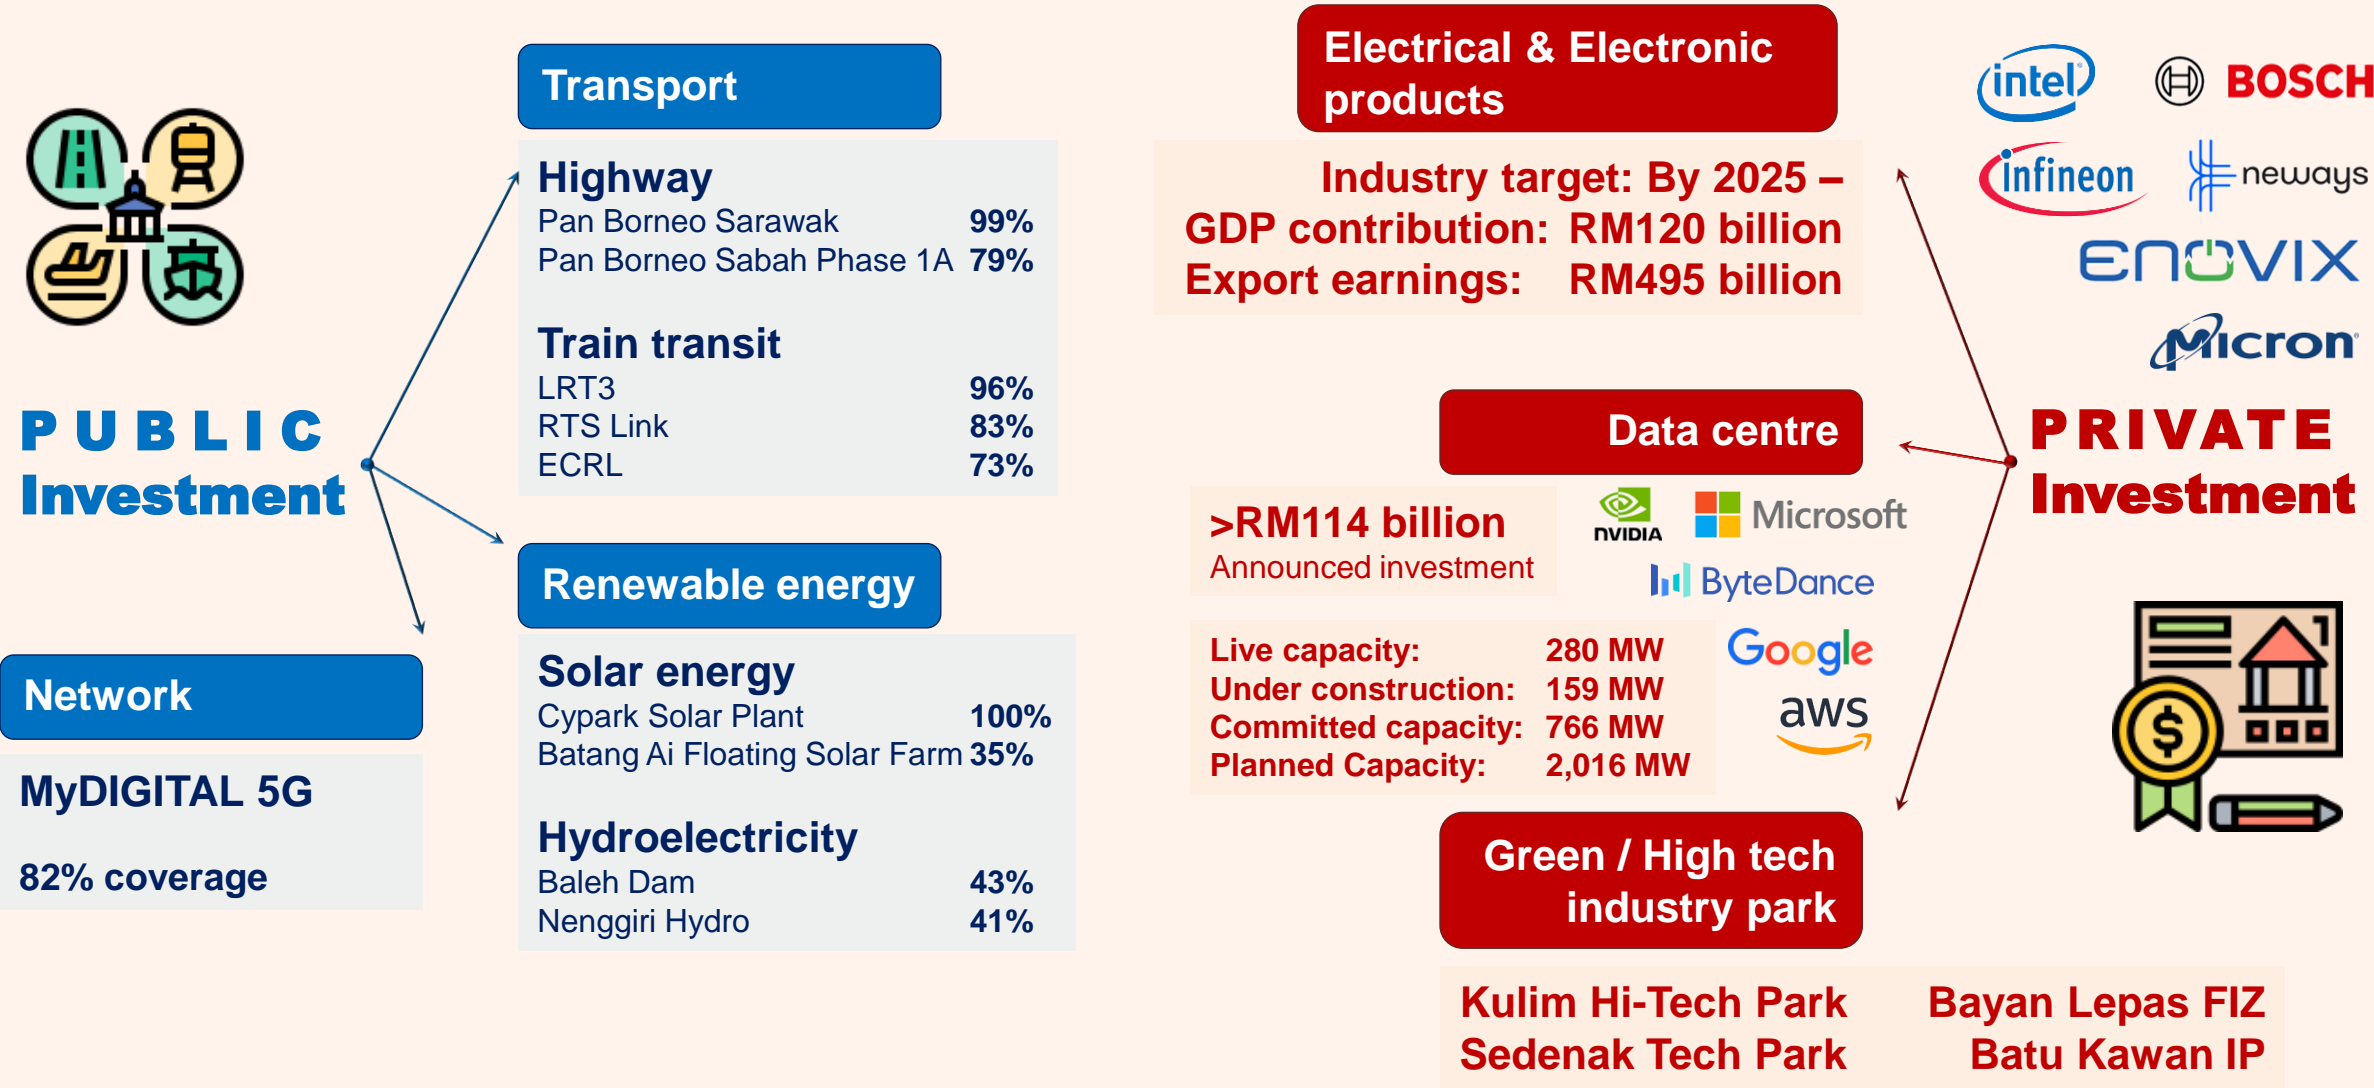 PUBLIC
Investment
Transport
Highway
Pan Borneo Sarawak 99%
Pan Borneo Sabah Phase 1A 79%
Train transit
LRT3 96%
RTS Link 83%
ECRL 73%
Renewable energy
Solar energy
Cypark Solar Plant 100%
Batang Ai Floating Solar Farm 35%
Hydroelectricity
Baleh Dam 43%
Nenggiri Hydro 41%
Network
MyDIGITAL 5G
82% coverage
PRIVATE
Investment
Electrical & Electronic
products
Industry target: By 2025 –
GDP contribution: RM120 billion
Export earnings: RM495 billion
intel
BOSCH
infineon
neways
ENOVIX
Micron
Data centre
>RM114 billion
Announced investment
NVIDIA
Microsoft
ByteDance
Google
aws
Live capacity: 280 MW
Under construction: 159 MW
Committed capacity: 766 MW
Planned Capacity: 2,016 MW
$
Green / High tech
industry park
Kulim Hi-Tech Park Bayan Lepas FIZ
Sedenak Tech Park Batu Kawan IP